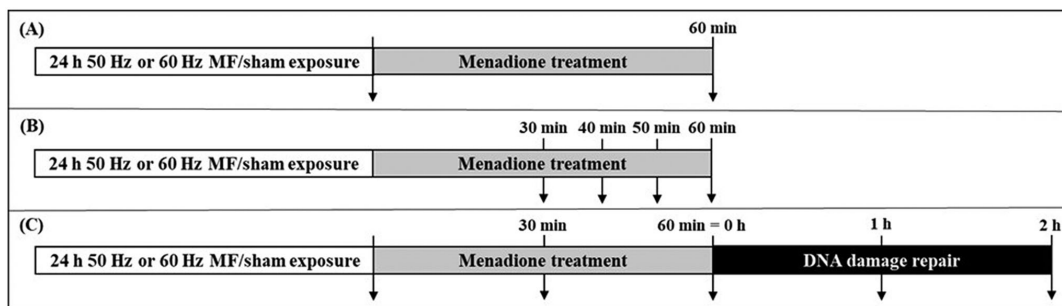 (A)
60 min
24 h 50 Hz or 60 Hz MF/sham exposure Menadione treatment
(B)
30 min 40 min 50 min 60 min
24 h 50 Hz or 60 Hz MF/sham exposure Menadione treatment
(C)
30 min 60 min = 0 h 1 h 2 h
24 h 50 Hz or 60 Hz MF/sham exposure Menadione treatment DNA damage repair